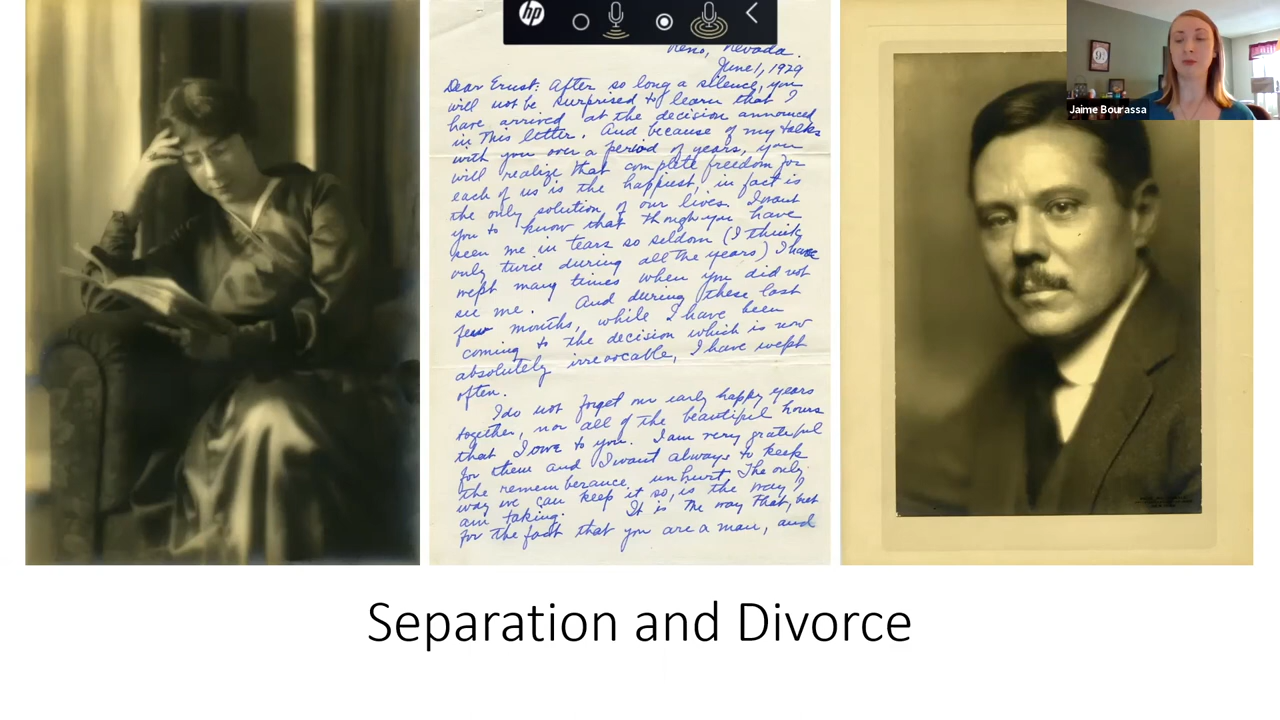 hp
Reno, Nevada.
June 1, 1929
Jaime Bourassa
Dear Ernst: After so long a silence, you
will not be surprised to learn that I
have arrived at the decision announced
in this letter. And because of my talks
with you over a period of years, you
will realize that complete freedom for
each of us is the happiest, in fact is
the only solution of our lives. I want
you to know that though you have
seen me in tears so seldom (I think
only twice during all the years) I have
wept many times when you did not
see me. And during these last
few months, while I have been
coming to the decision which is now
absolutely irrevocable, I have wept
often.
I do not forget our early happy years
together, nor all of the beautiful hours
that I owe to you. I am very grateful
for them and I want always to keep
the rememberance unhurt. The only
way we can keep it so, is the way I
am taking. It is the way that, but
for the fact that you are a man, and
Separation and Divorce